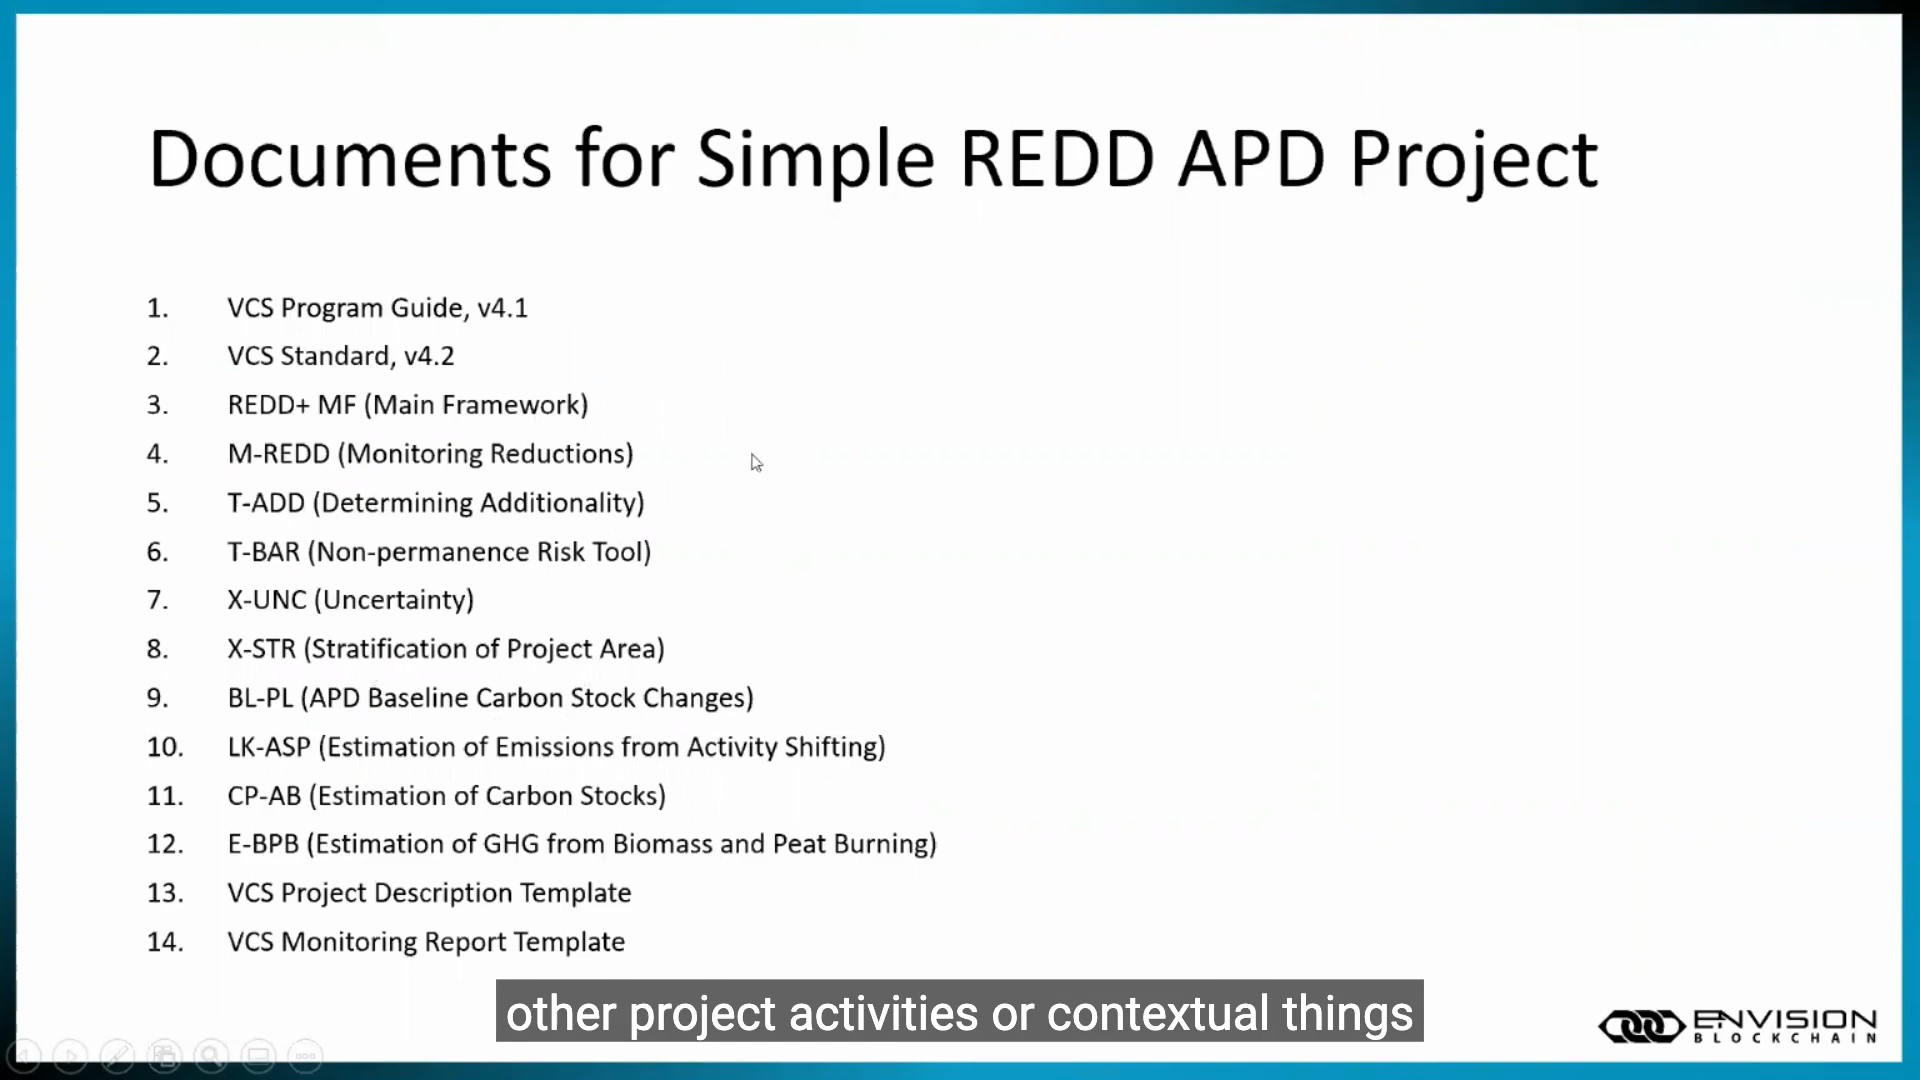 Documents for Simple REDD APD Project
1. VCS Program Guide, v4.1
2. VCS Standard, v4.2
3. REDD+ MF (Main Framework)
4. M-REDD (Monitoring Reductions)
5. T-ADD (Determining Additionality)
6. T-BAR (Non-permanence Risk Tool)
7. X-UNC (Uncertainty)
8. X-STR (Stratification of Project Area)
9. BL-PL (APD Baseline Carbon Stock Changes)
10. LK-ASP (Estimation of Emissions from Activity Shifting)
11. CP-AB (Estimation of Carbon Stocks)
12. E-BPB (Estimation of GHG from Biomass and Peat Burning)
13. VCS Project Description Template
14. VCS Monitoring Report Template
other project activities or contextual things
ENVISION
BLOCKCHAIN